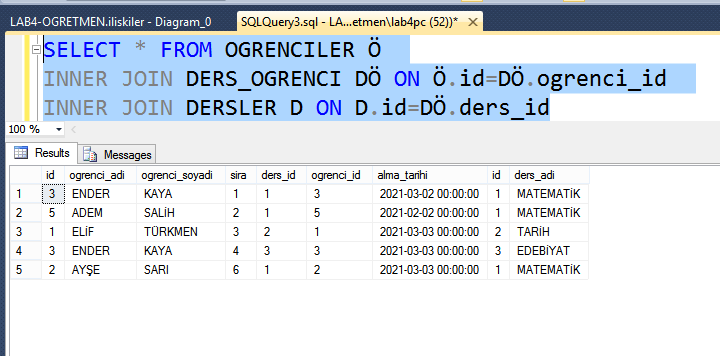 LAB4-OGRETMEN.iliskiler - Diagram_0 SQLQuery3.sql - LA...etmen\lab4pc (52))*
SELECT * FROM OGRENCILER Ö
INNER JOIN DERS_OGRENCI DÖ ON Ö.id=DÖ.ogrenci_id
INNER JOIN DERSLER D ON D.id=DÖ.ders_id
100 %
Results Messages
id ogrenci_adi ogrenci_soyadi sira ders_id ogrenci_id alma_tarihi id ders_adi
1 3 ENDER KAYA 1 1 3 2021-03-02 00:00:00 1 MATEMATİK
2 5 ADEM SALİH 2 1 5 2021-02-02 00:00:00 1 MATEMATİK
3 1 ELİF TÜRKMEN 3 2 1 2021-03-03 00:00:00 2 TARİH
4 3 ENDER KAYA 4 3 3 2021-03-03 00:00:00 3 EDEBİYAT
5 2 AYŞE SARI 6 1 2 2021-03-03 00:00:00 1 MATEMATİK